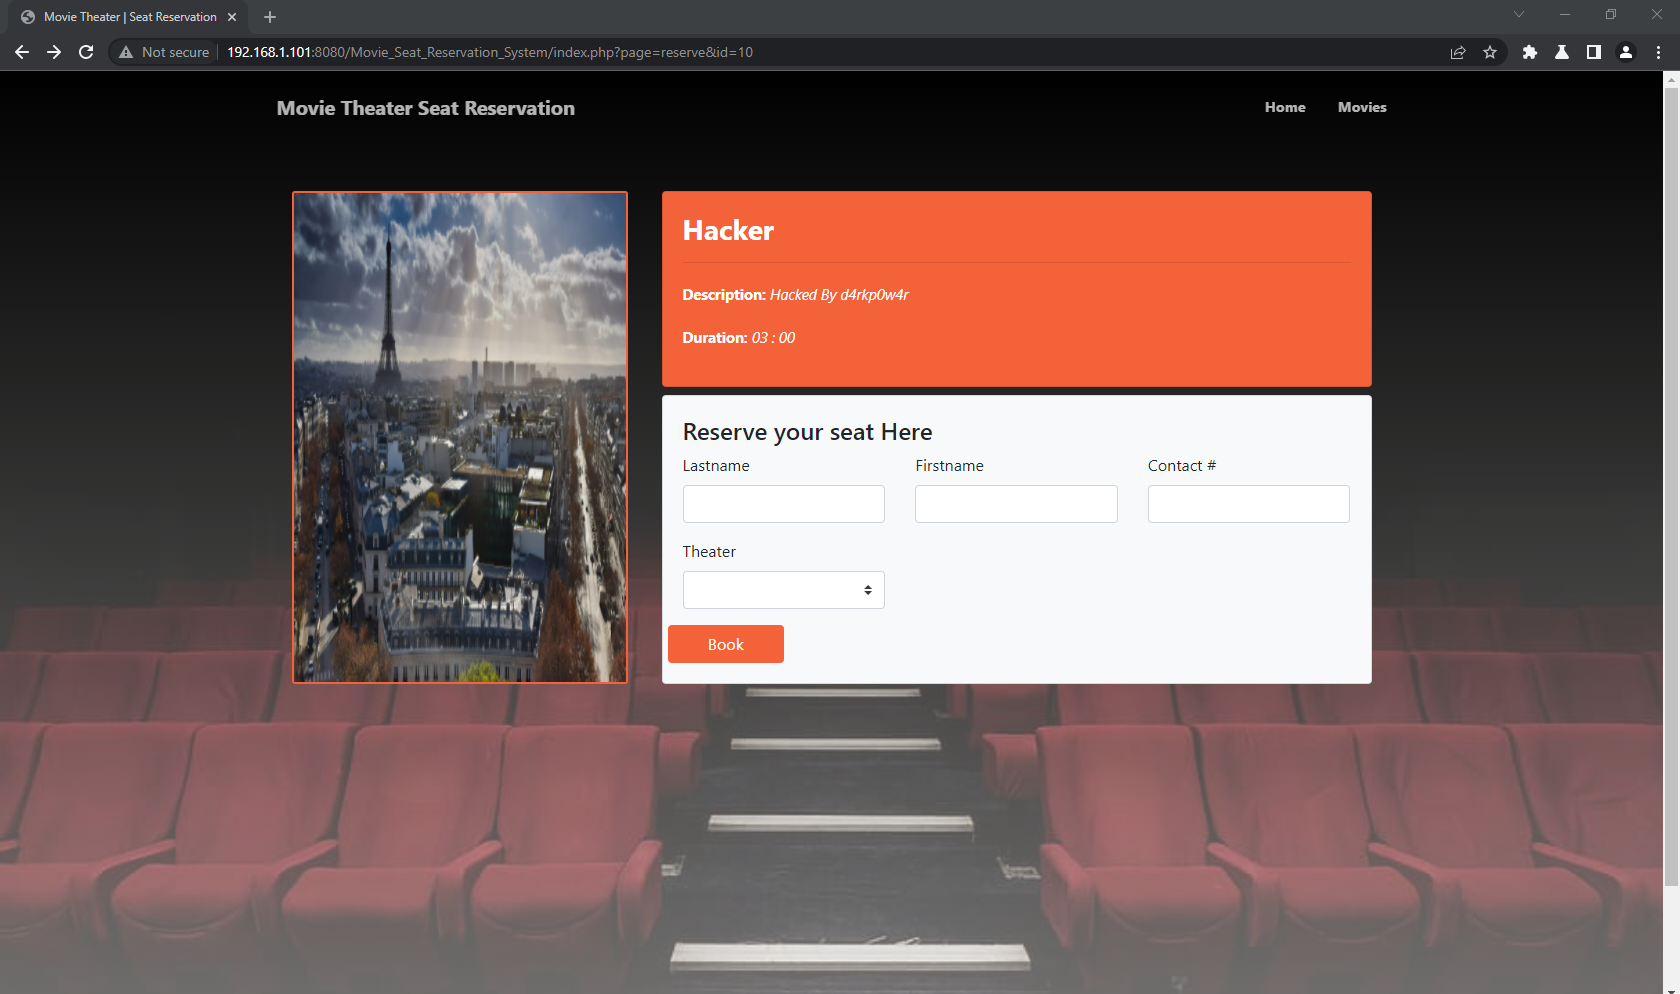 Movie Theater | Seat Reservation
Not secure 192.168.1.101:8080/Movie_Seat_Reservation_System/index.php?page=reserve&id=10
Movie Theater Seat Reservation Home Movies
Hacker
Description: Hacked By d4rkp0w4r
Duration: 03 : 00
Reserve your seat Here
Lastname Firstname Contact #
Theater
Book